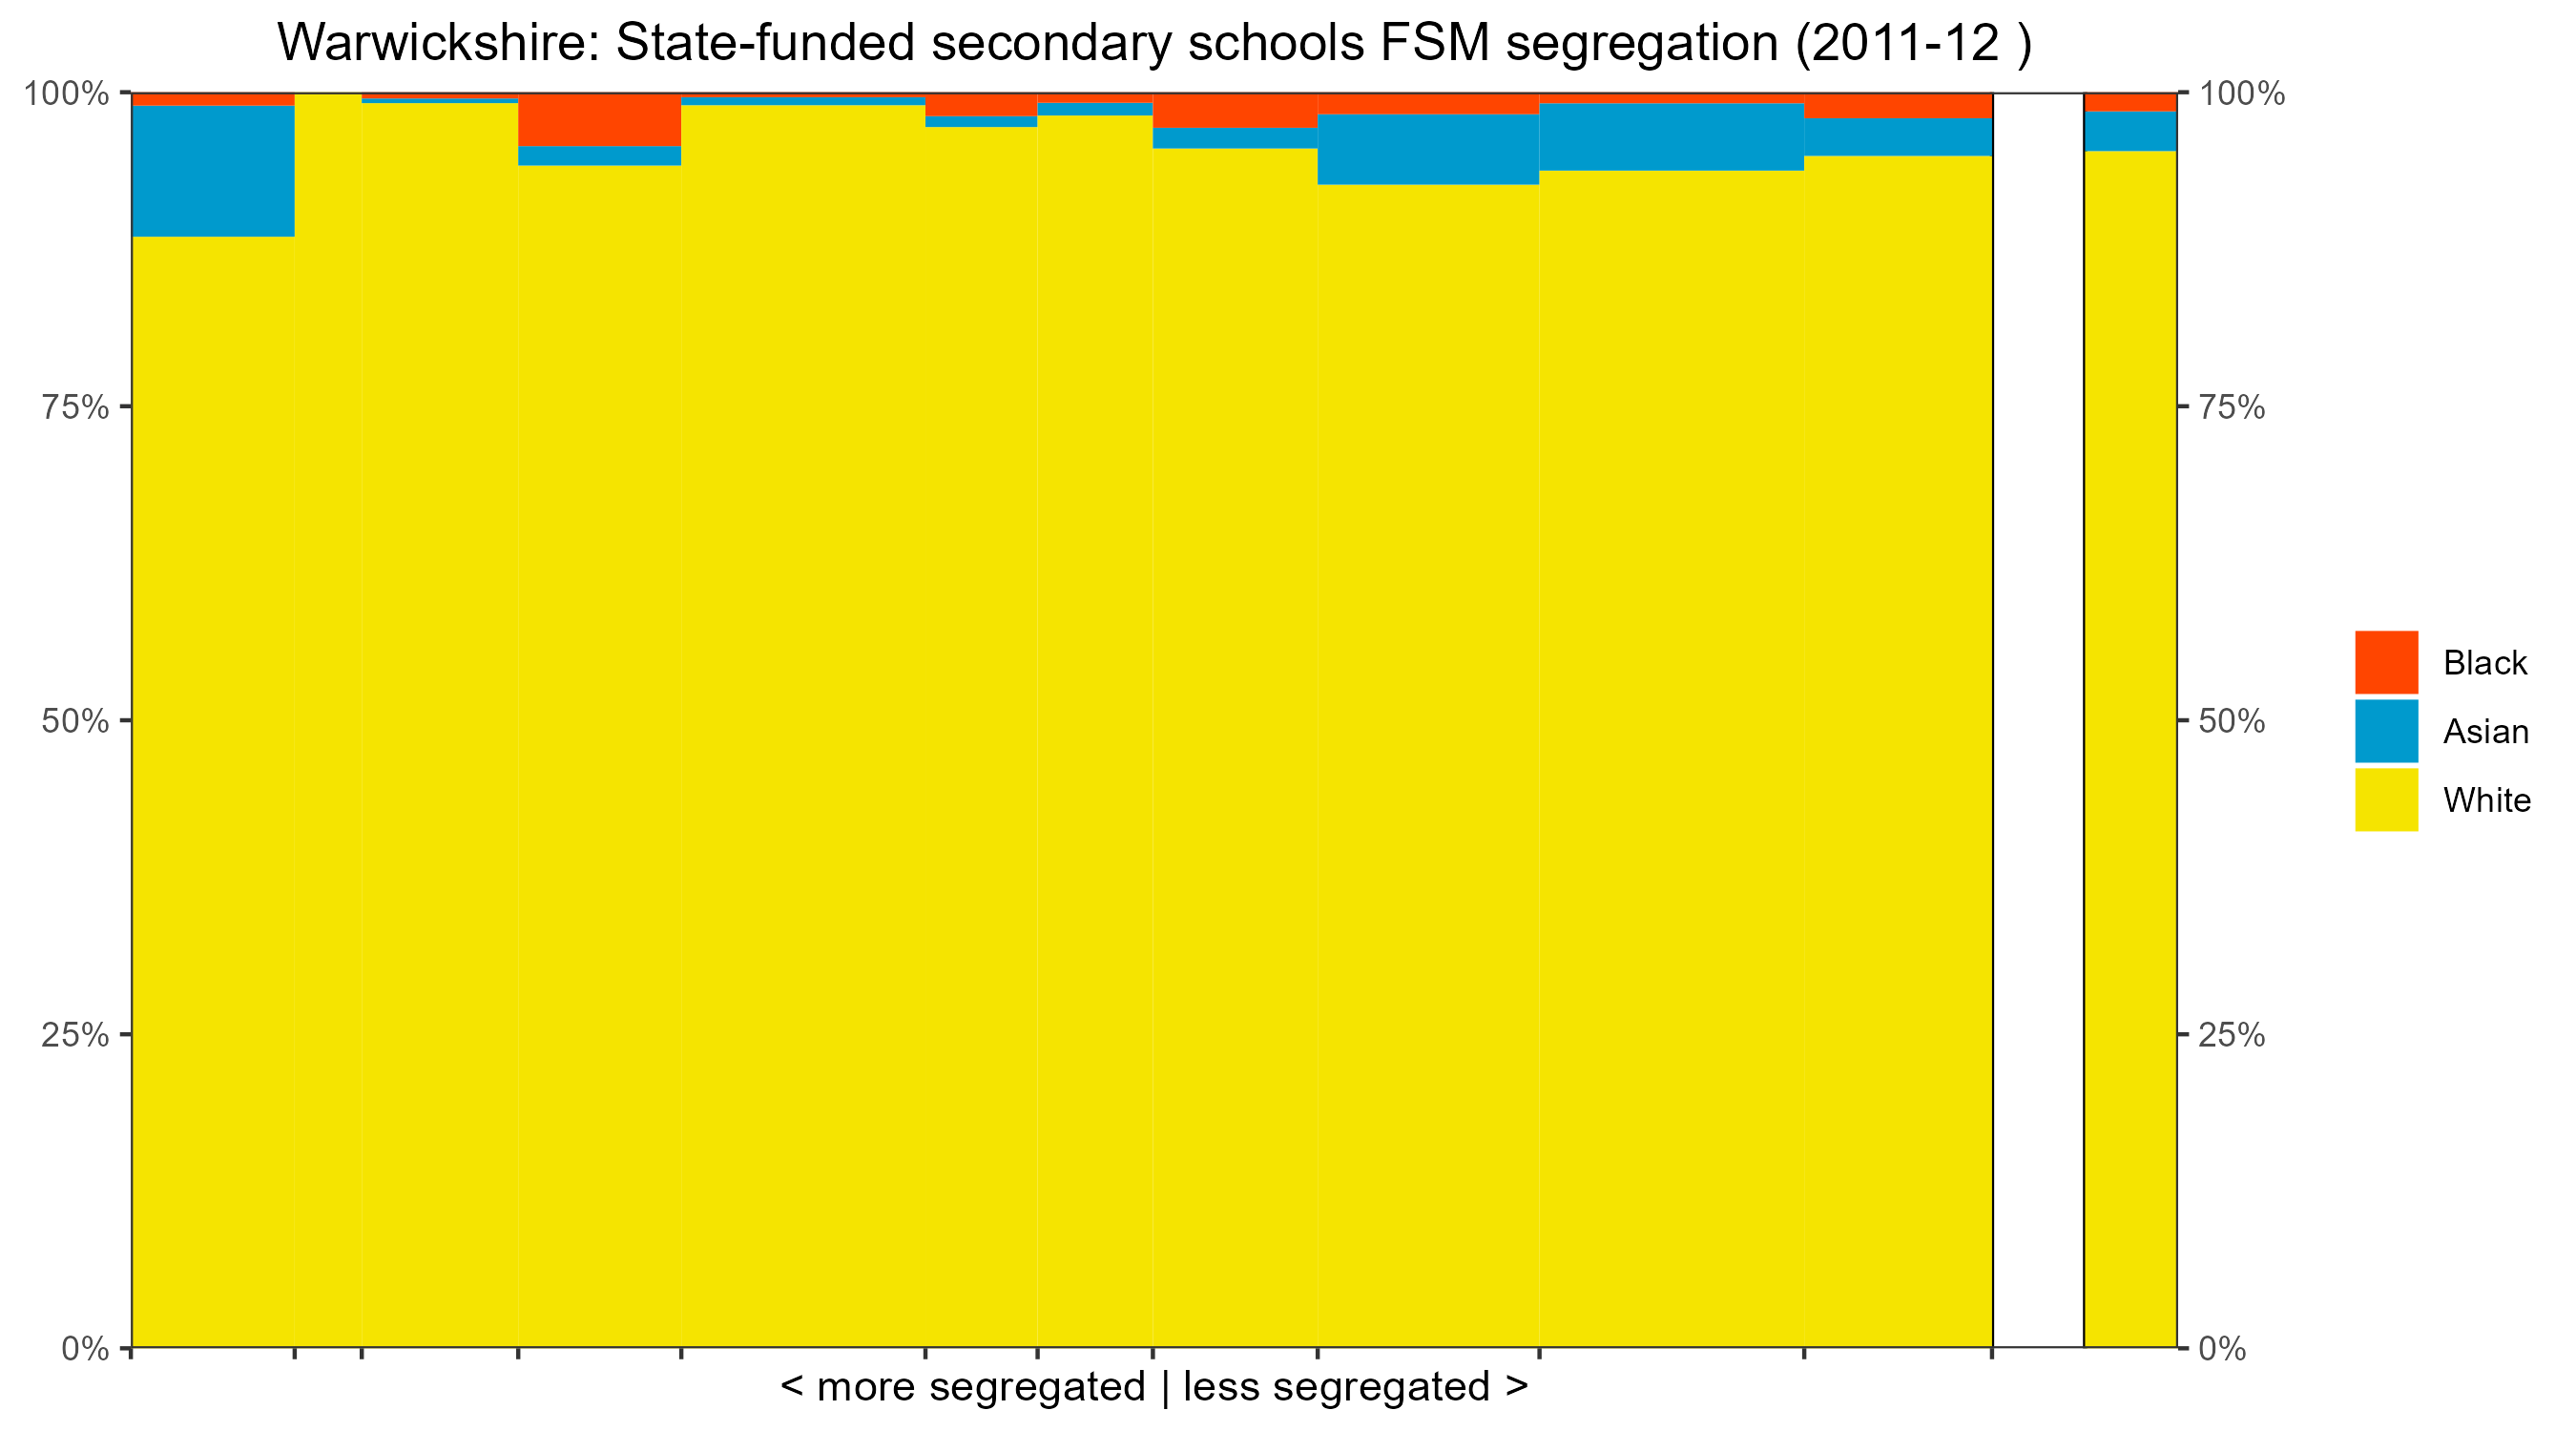 Warwickshire: State-funded secondary schools FSM segregation (2011-12 )
100%
100%
75%
75%
Black
50%
50%
Asian
White
25%
25%
0%
0%
< more segregated | less segregated >